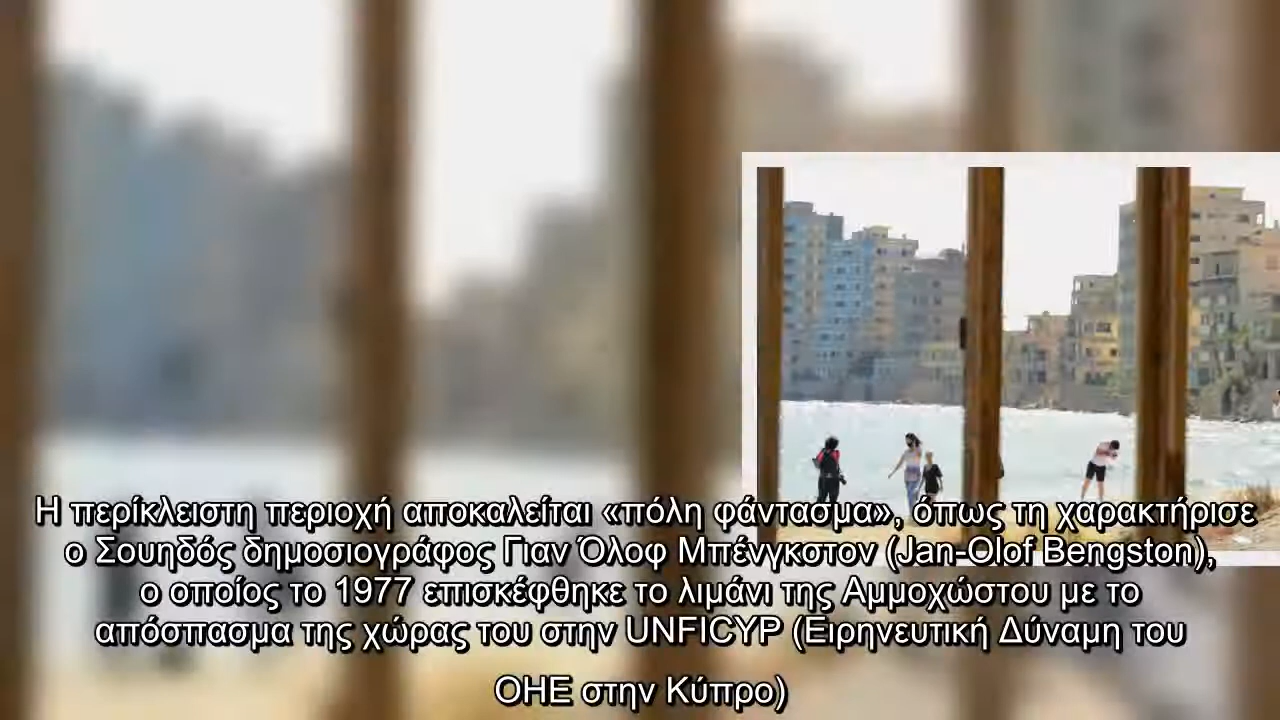 Η περίκλειστη περιοχή αποκαλείται «πόλη φάντασμα», όπως τη χαρακτήρισε
ο Σουηδός δημοσιογράφος Γιαν Όλοφ Μπένγκστον (Jan-Olof Bengston),
ο οποίος το 1977 επισκέφθηκε το λιμάνι της Αμμοχώστου με το
απόσπασμα της χώρας του στην UNFICYP (Ειρηνευτική Δύναμη του
ΟΗΕ στην Κύπρο)